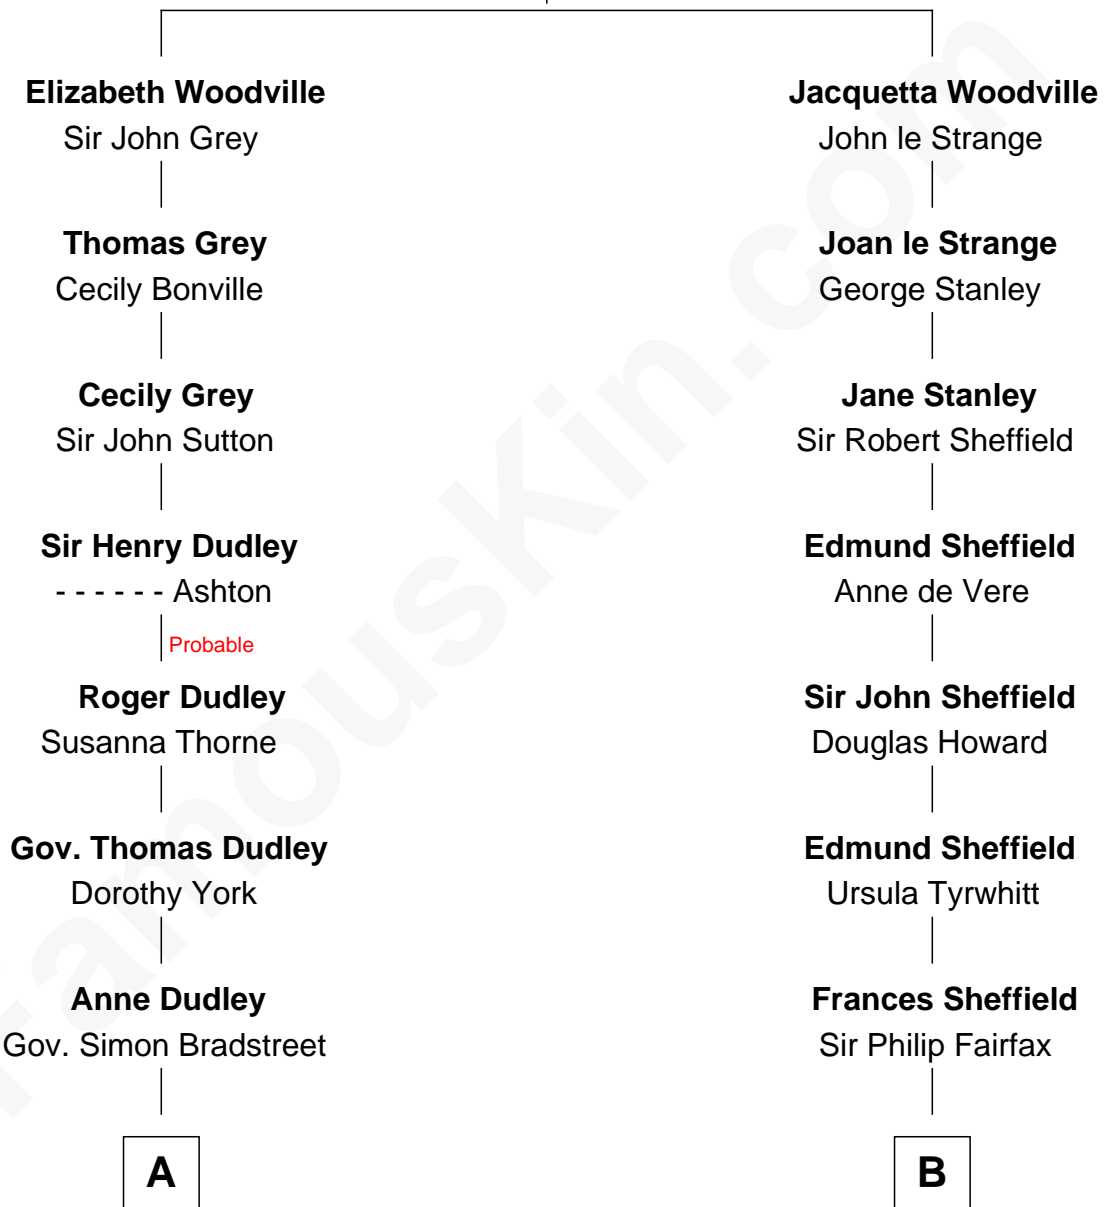 Elizabeth Woodville
Sir John Grey
Thomas Grey
Cecily Bonville
Cecily Grey
Sir John Sutton
Sir Henry Dudley
- - - - - - Ashton
Probable
Roger Dudley
Susanna Thorne
Gov. Thomas Dudley
Dorothy York
Anne Dudley
Gov. Simon Bradstreet
A
Jacquetta Woodville
John le Strange
Joan le Strange
George Stanley
Jane Stanley
Sir Robert Sheffield
Edmund Sheffield
Anne de Vere
Sir John Sheffield
Douglas Howard
Edmund Sheffield
Ursula Tyrwhitt
Frances Sheffield
Sir Philip Fairfax
B
FamousKin.com